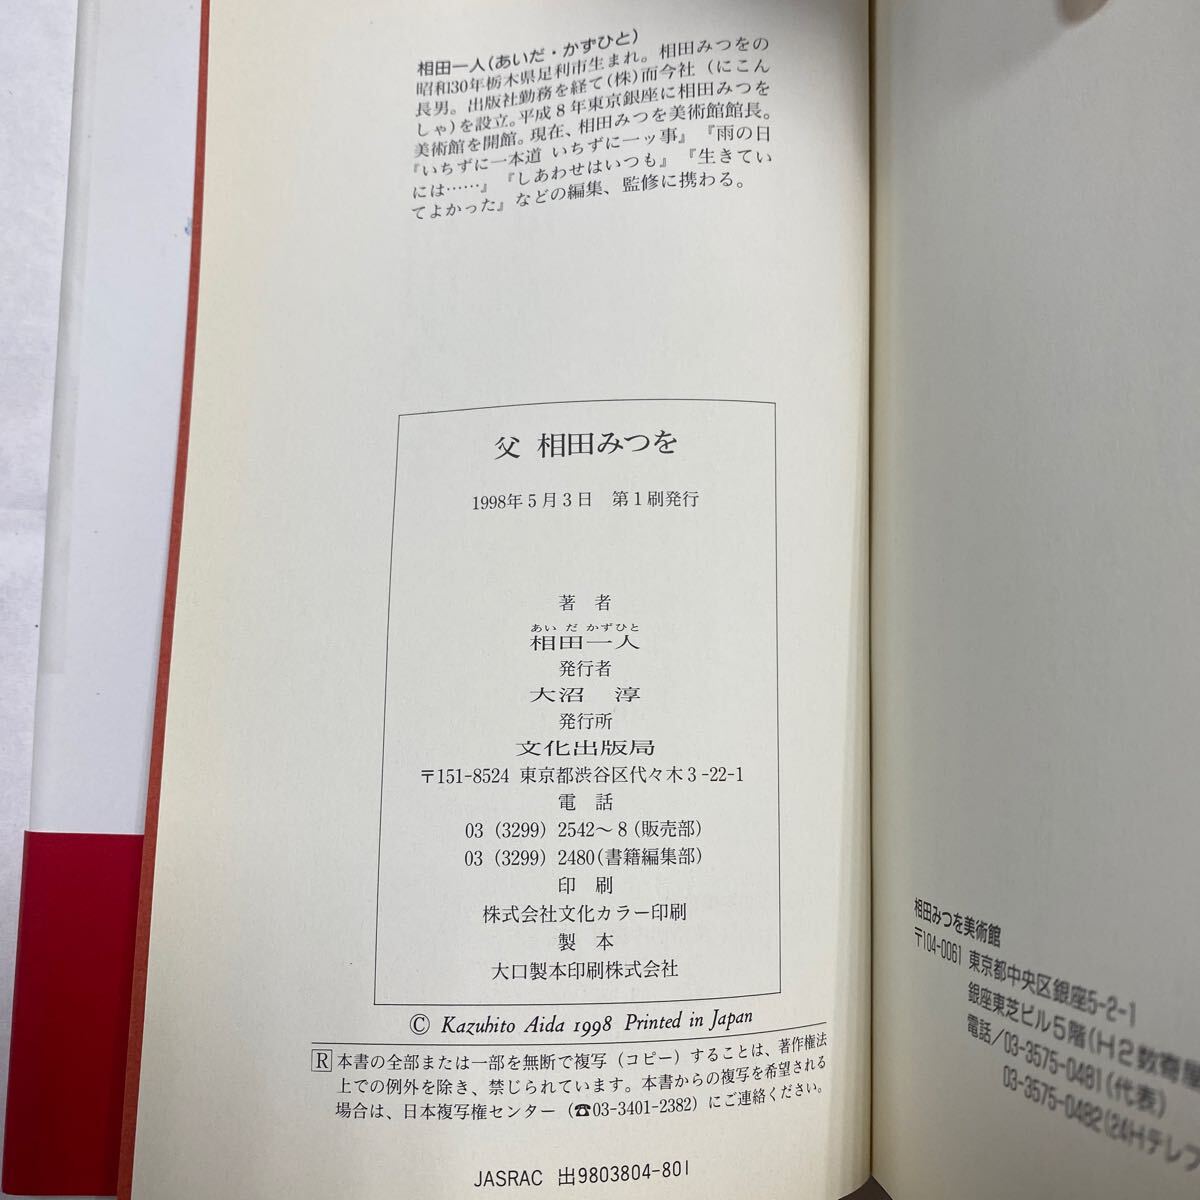 相田一人(あいだ・かずひと)
昭和30年栃木県足利市生まれ。相田みつをの
長男。出版社勤務を経て(株)而今社(にこん
しゃ)を設立。平成8年東京銀座に相田みつを
美術館を開館。現在、相田みつを美術館館長。
『いちずに一本道 いちずに一ッ事』『雨の日
には……』『しあわせはいつも』『生きてい
てよかった』などの編集、監修に携わる。
父 相田みつを
1998年5月3日 第1刷発行
著 者
あい だ かずひと
相田一人
発行者
大沼 淳
発行所
文化出版局
〒151-8524 東京都渋谷区代々木3-22-1
電 話
03(3299)2542〜8(販売部)
03(3299)2480(書籍編集部)
印 刷
株式会社文化カラー印刷
製 本
大口製本印刷株式会社
© Kazuhito Aida 1998 Printed in Japan
R 本書の全部または一部を無断で複写(コピー)することは、著作権法
上での例外を除き、禁じられています。本書からの複写を希望される
場合は、日本複写権センター(☎03-3401-2382)にご連絡ください。
JASRAC 出9803804-801
相田みつを美術館
〒104-0061 東京都中央区銀座5-2-1
銀座東芝ビル5階(H2数寄屋
電話/03-3575-0481(代表)
03-3575-0482(24Hテレフ